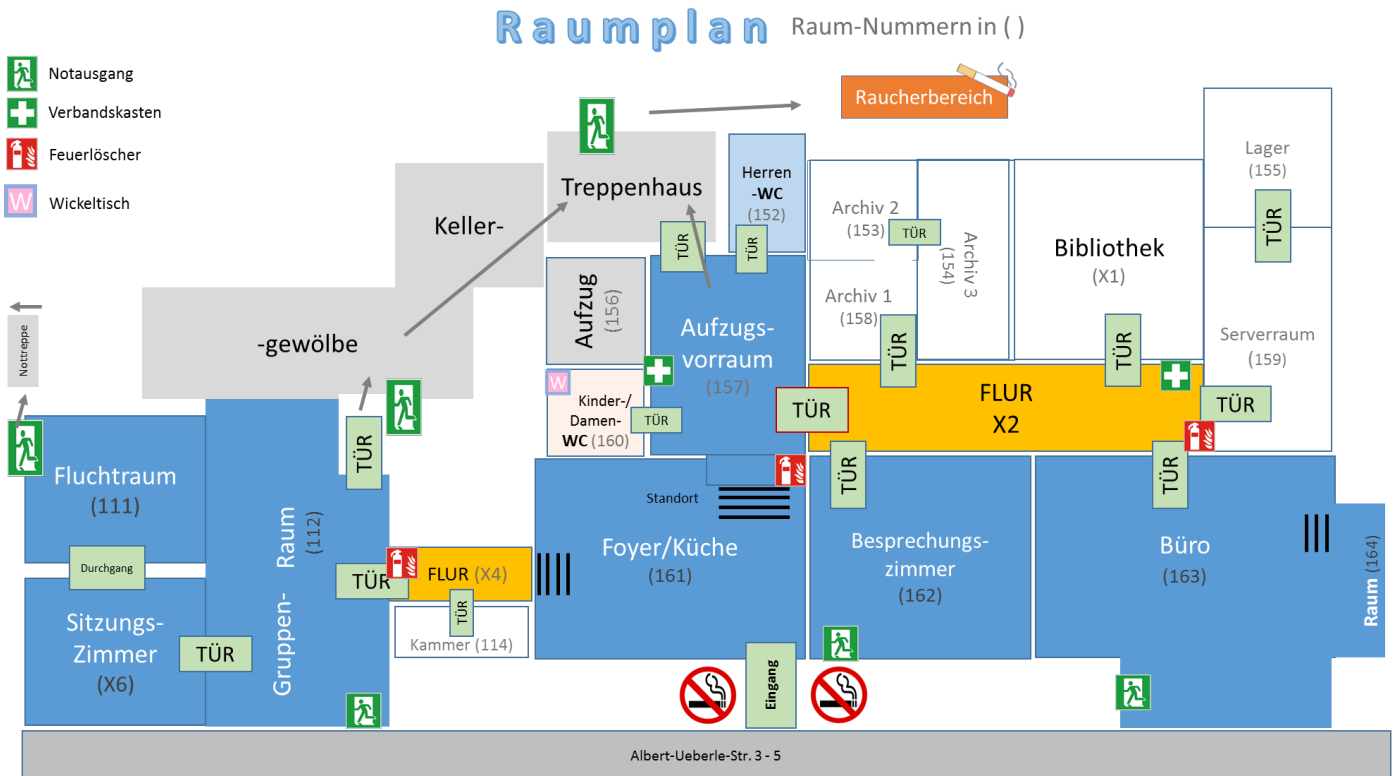 Raumplan Raum-Nummern in ( )
Notausgang
Verbandskasten
Feuerlöscher
W Wickeltisch
Raucherbereich
Treppenhaus
Keller-
-gewölbe
Nottreppe
Herren
-WC
(152)
TÜR
TÜR
Aufzug
(156)
Aufzugs-
vorraum
(157)
W
Kinder-/
Damen-
WC (160)
TÜR
TÜR
Archiv 2
(153)
TÜR
Archiv 3
(154)
Archiv 1
(158)
TÜR
Bibliothek
(X1)
TÜR
Lager
(155)
TÜR
Serverraum
(159)
TÜR
FLUR
X2
TÜR
TÜR
Fluchtraum
(111)
Durchgang
Sitzungs-
Zimmer
(X6)
TÜR
Gruppen- Raum
(112)
TÜR
TÜR
FLUR (X4)
TÜR
Kammer (114)
Standort
Foyer/Küche
(161)
Eingang
Besprechungs-
zimmer
(162)
Büro
(163)
Raum (164)
Albert-Ueberle-Str. 3 - 5